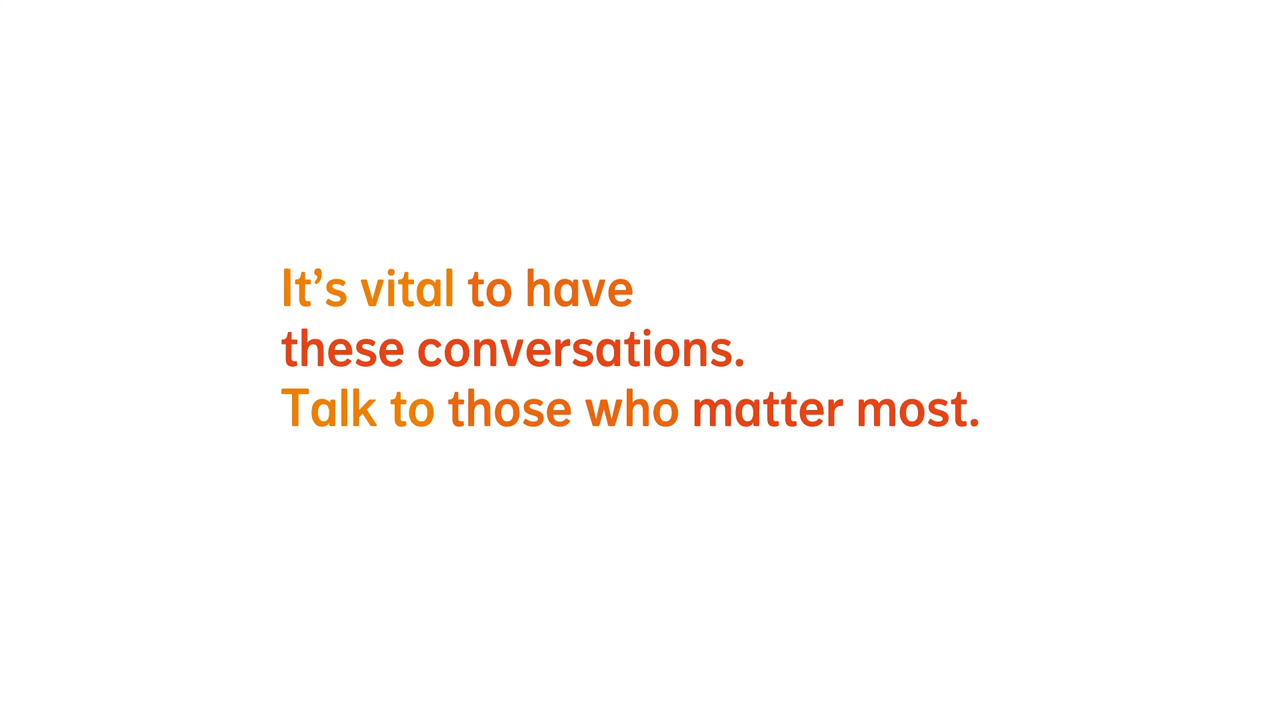 It’s vital to have
these conversations.
Talk to those who matter most.